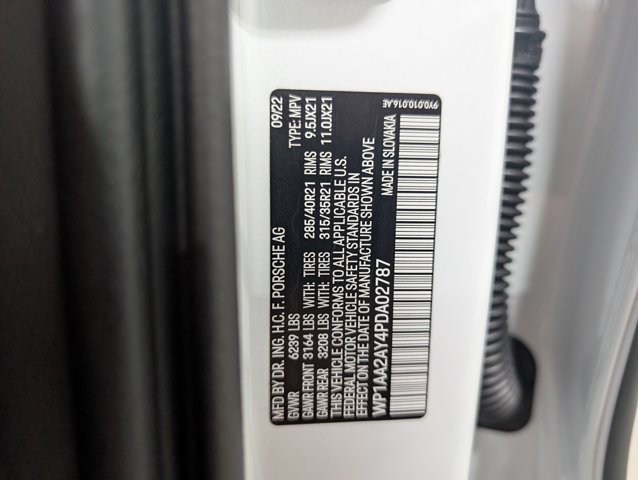 MFD BY DR. ING. H.C. F. PORSCHE AG 09/22
GVWR 6239 LBS TYPE: MPV
GAWR FRONT 3164 LBS WITH: TIRES 285/40R21 RIMS 9.5JX21
GAWR REAR 3208 LBS WITH: TIRES 315/35R21 RIMS 11.0JX21
THIS VEHICLE CONFORMS TO ALL APPLICABLE U.S.
FEDERAL MOTOR VEHICLE SAFETY STANDARDS IN
EFFECT ON THE DATE OF MANUFACTURE SHOWN ABOVE
WP1AA2AY4PDA02787 MADE IN SLOVAKIA
9Y0.010.016.AE